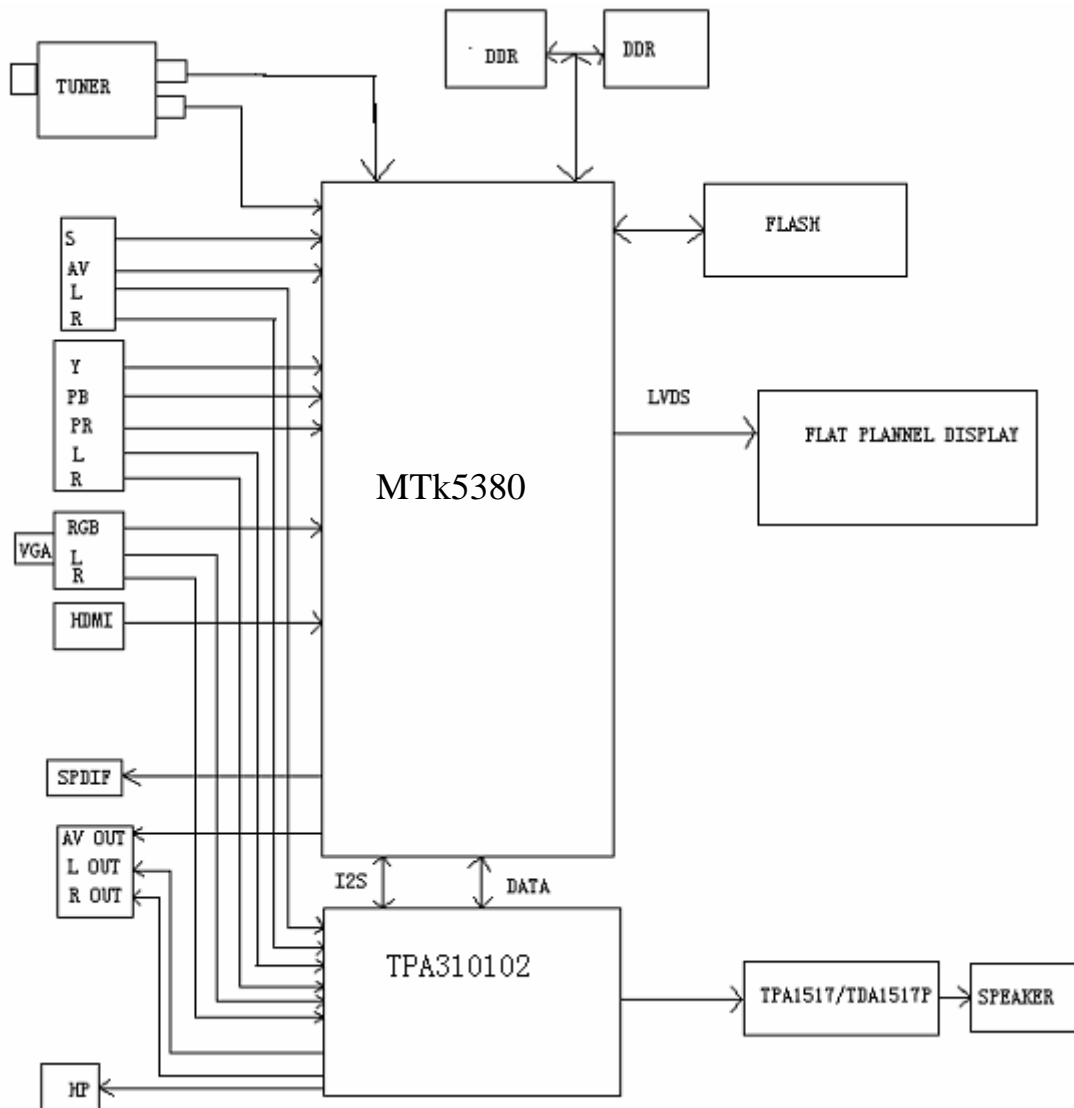 TUNER
DDR
DDR
FLASH
S
AV
L
R
Y
PB
PR
L
R
LVDS
FLAT PLANNEL DISPLAY
MTk5380
VGA
RGB
L
R
HDMI
SPDIF
AV OUT
L OUT
R OUT
I2S
DATA
TPA310102
TPA1517/TDA1517P
SPEAKER
HP